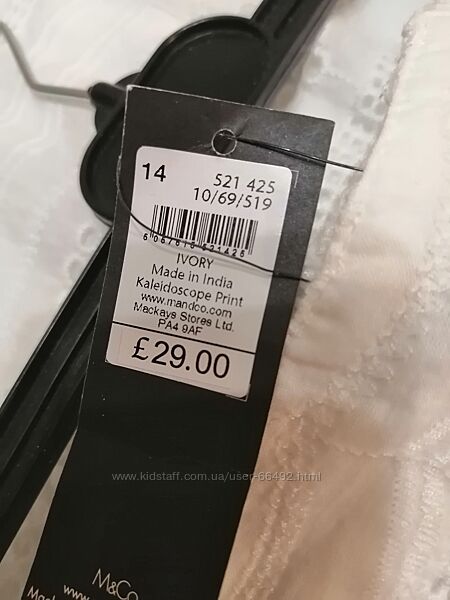 14 521 425
10/69/519
IVORY
Made in India
Kaleidoscope Print
www.mandco.com
Mackays Stores Ltd.
PA4 9AF
£29.00
www.kidstaff.com.ua/user-66492.html
M&Co